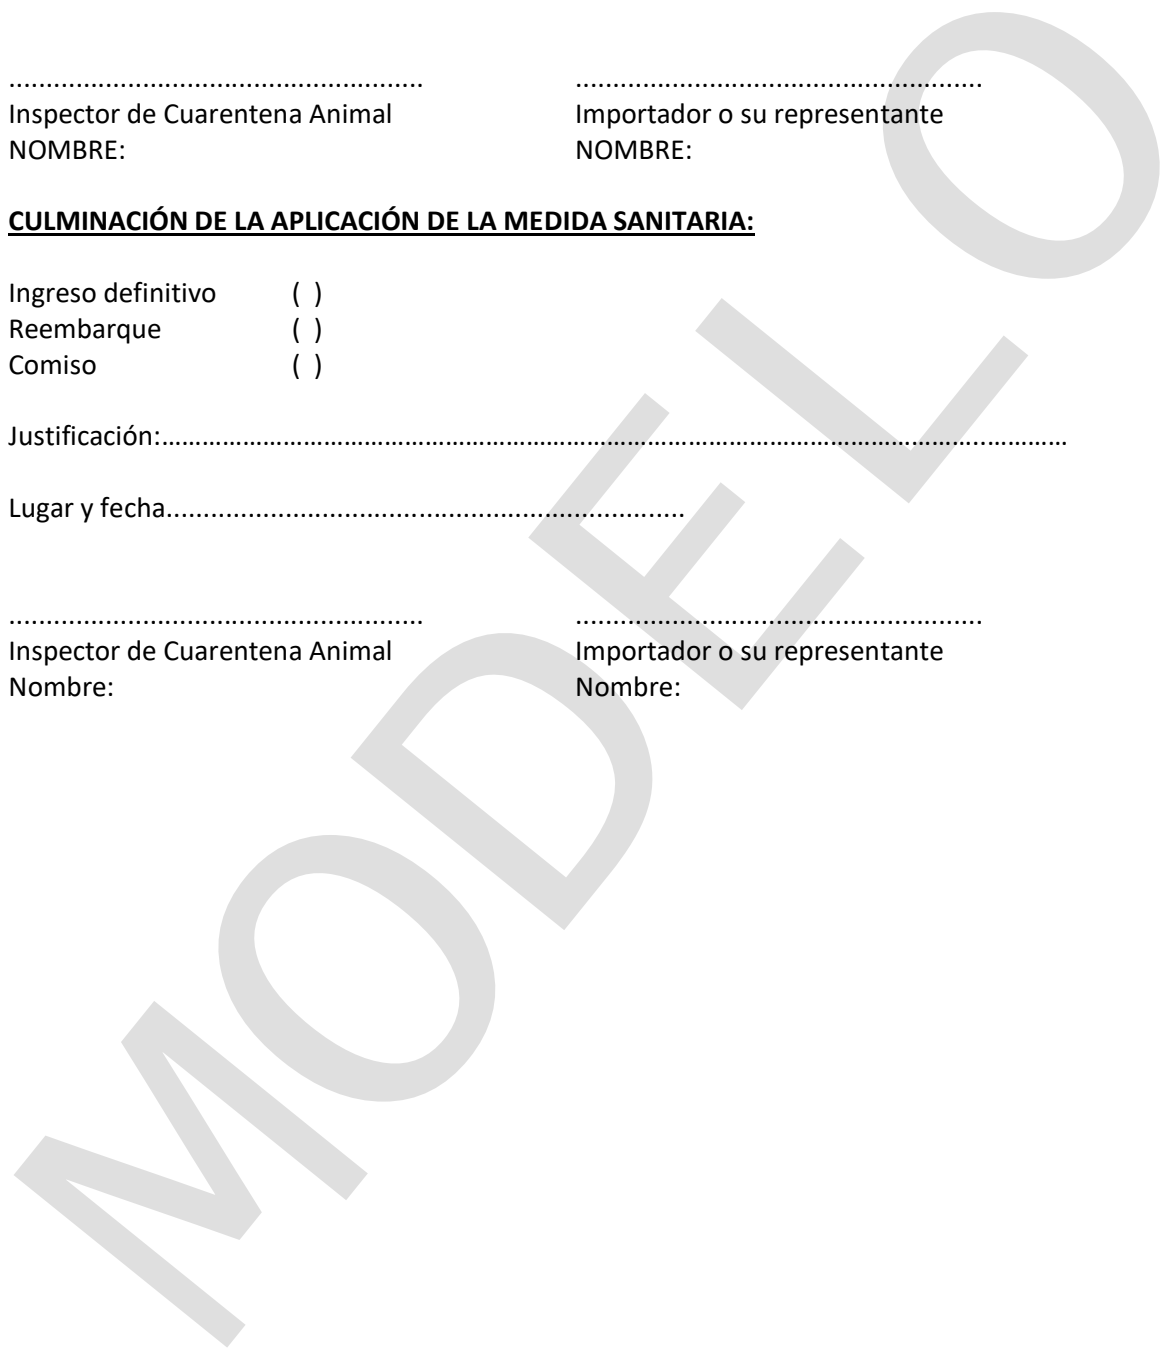 ....................................................... ......................................................
Inspector de Cuarentena Animal Importador o su representante
NOMBRE: NOMBRE:
CULMINACIÓN DE LA APLICACIÓN DE LA MEDIDA SANITARIA:
Ingreso definitivo ( )
Reembarque ( )
Comiso ( )
Justificación:........................................................................................................................
Lugar y fecha.....................................................................
....................................................... ......................................................
Inspector de Cuarentena Animal Importador o su representante
Nombre: Nombre:
MODELO